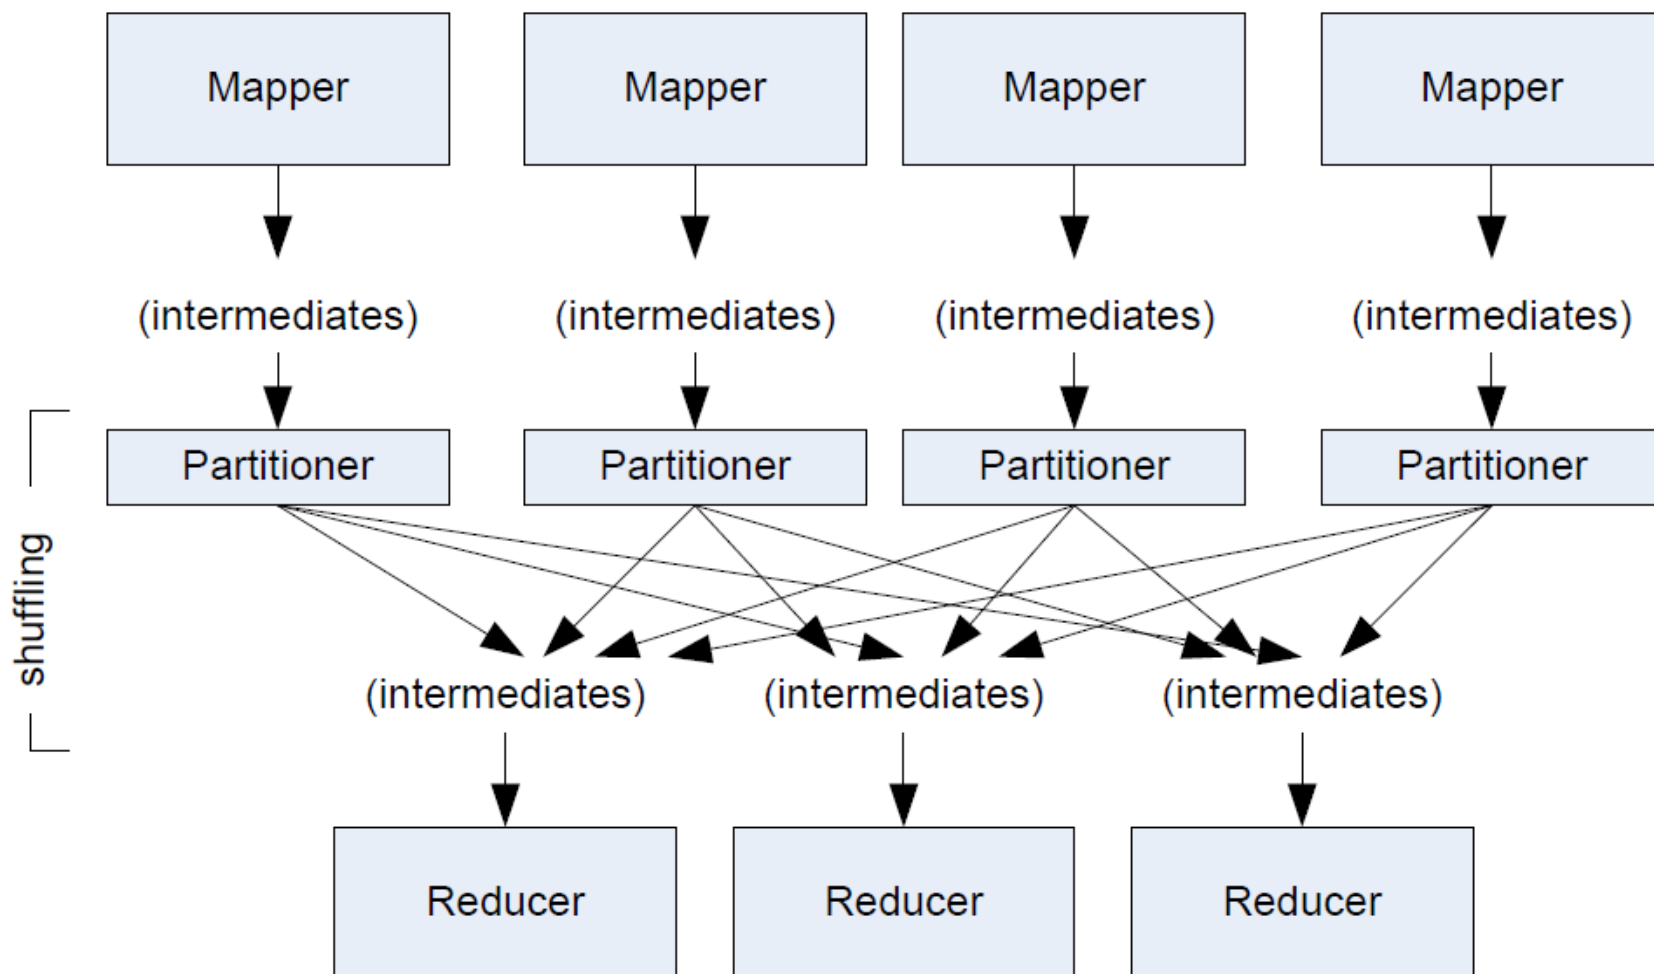 Mapper Mapper Mapper Mapper
(intermediates) (intermediates) (intermediates) (intermediates)
Partitioner Partitioner Partitioner Partitioner
shuffling
(intermediates) (intermediates) (intermediates)
Reducer Reducer Reducer